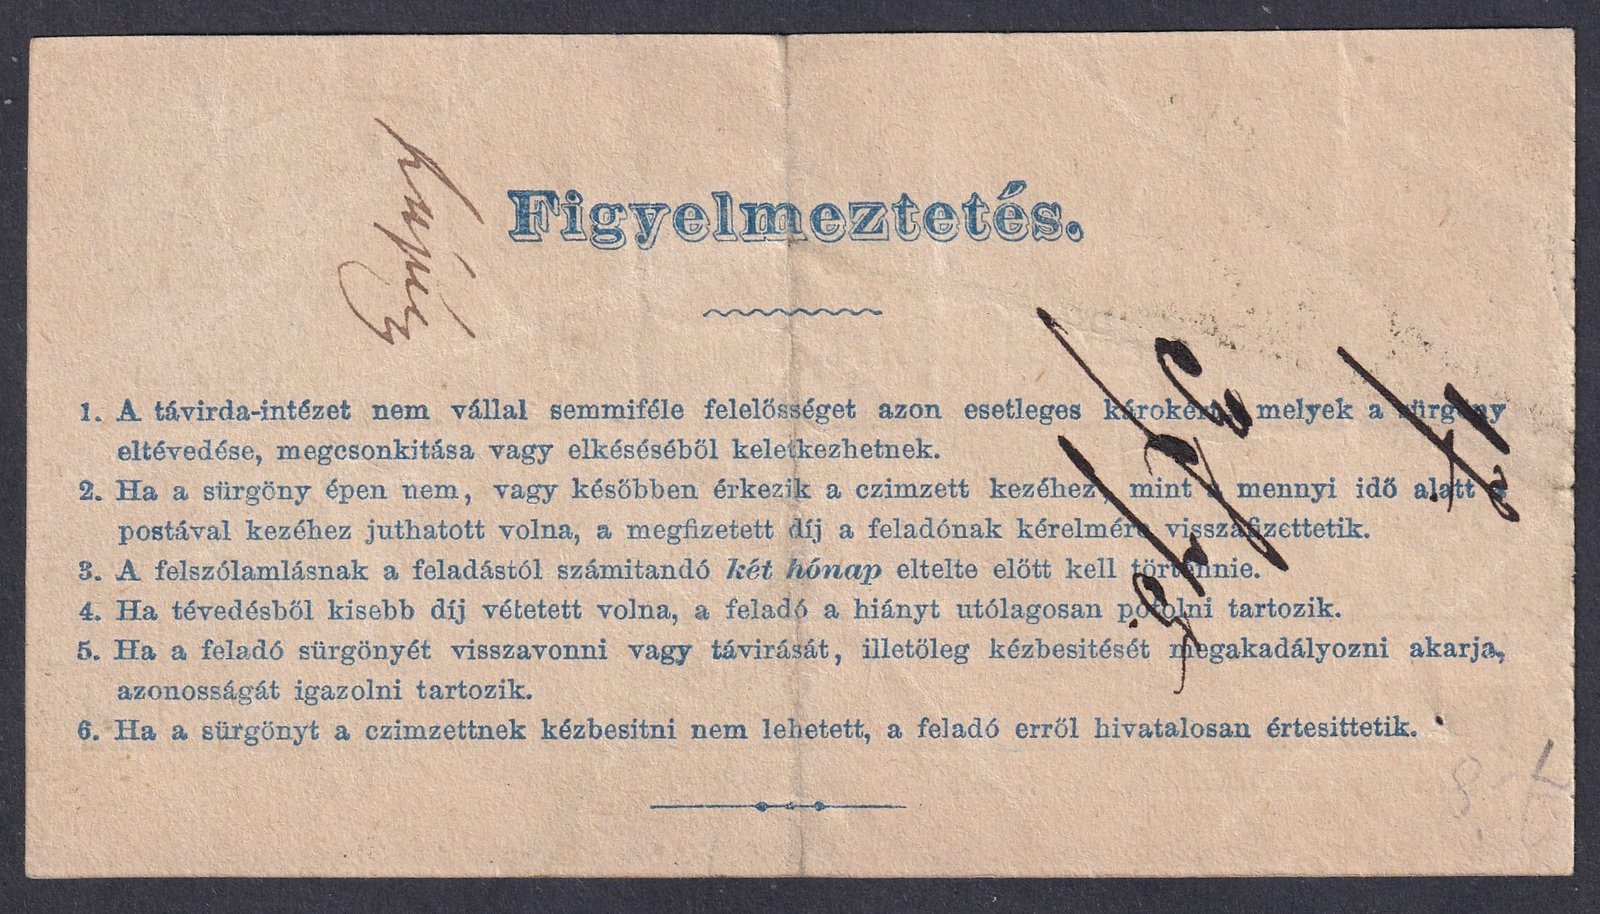 Figyelmeztetés.
1. A távirda-intézet nem vállal semmiféle felelősséget azon esetleges károkért, melyek a sürgöny
eltévedése, megcsonkitása vagy elkéséséből keletkezhetnek.
2. Ha a sürgöny épen nem, vagy későbben érkezik a czimzett kezéhez, mint a mennyi idő alatt a
postával kezéhez juthatott volna, a megfizetett díj a feladónak kérelmére visszafizettetik.
3. A felszólamlásnak a feladástól számitandó két hónap eltelte előtt kell történnie.
4. Ha tévedésből kisebb díj vétetett volna, a feladó a hiányt utólagosan pótolni tartozik.
5. Ha a feladó sürgönyét visszavonni vagy távirását, illetőleg kézbesitését megakadályozni akarja,
azonosságát igazolni tartozik.
6. Ha a sürgönyt a czimzettnek kézbesitni nem lehetett, a feladó erről hivatalosan értesittetik.